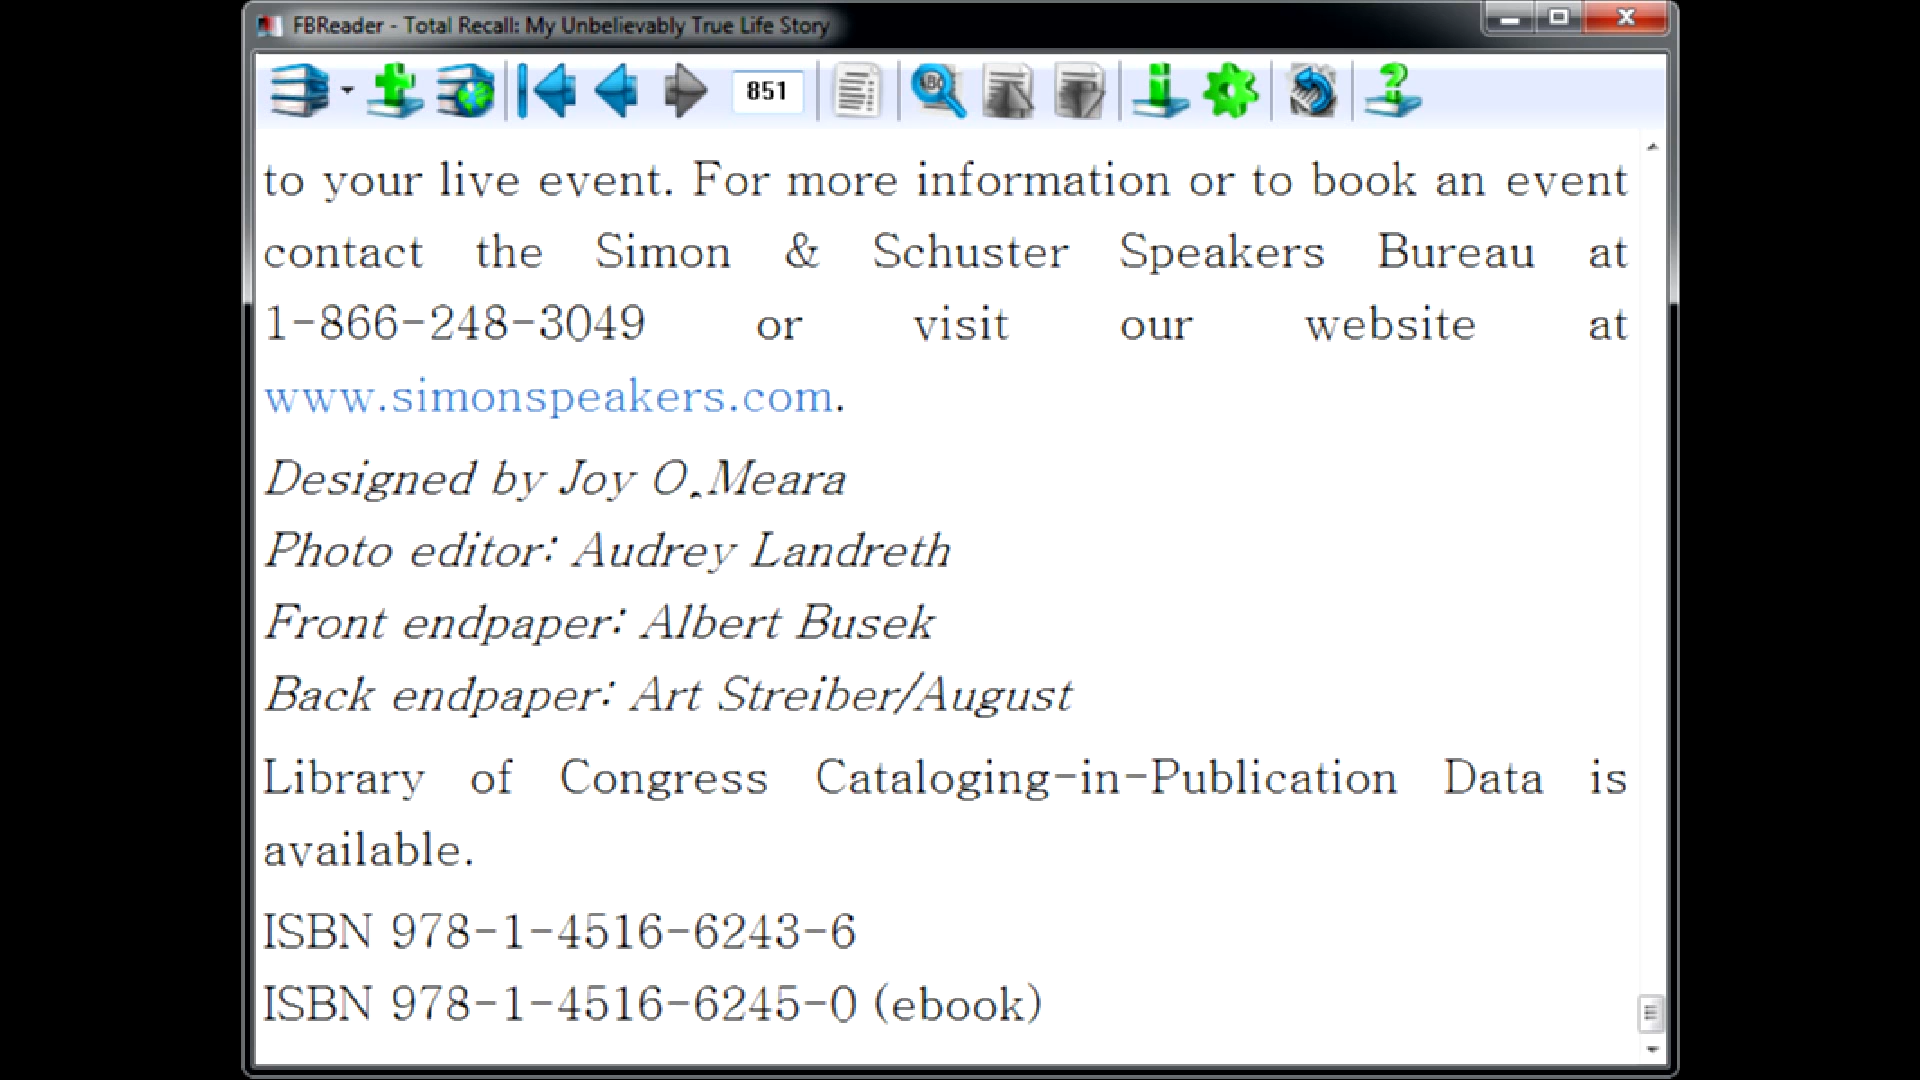 FBReader - Total Recall: My Unbelievably True Life Story
851
to your live event. For more information or to book an event
contact the Simon & Schuster Speakers Bureau at
1-866-248-3049 or visit our website at
www.simonspeakers.com.
Designed by Joy O.Meara
Photo editor: Audrey Landreth
Front endpaper: Albert Busek
Back endpaper: Art Streiber/August
Library of Congress Cataloging-in-Publication Data is
available.
ISBN 978-1-4516-6243-6
ISBN 978-1-4516-6245-0 (ebook)